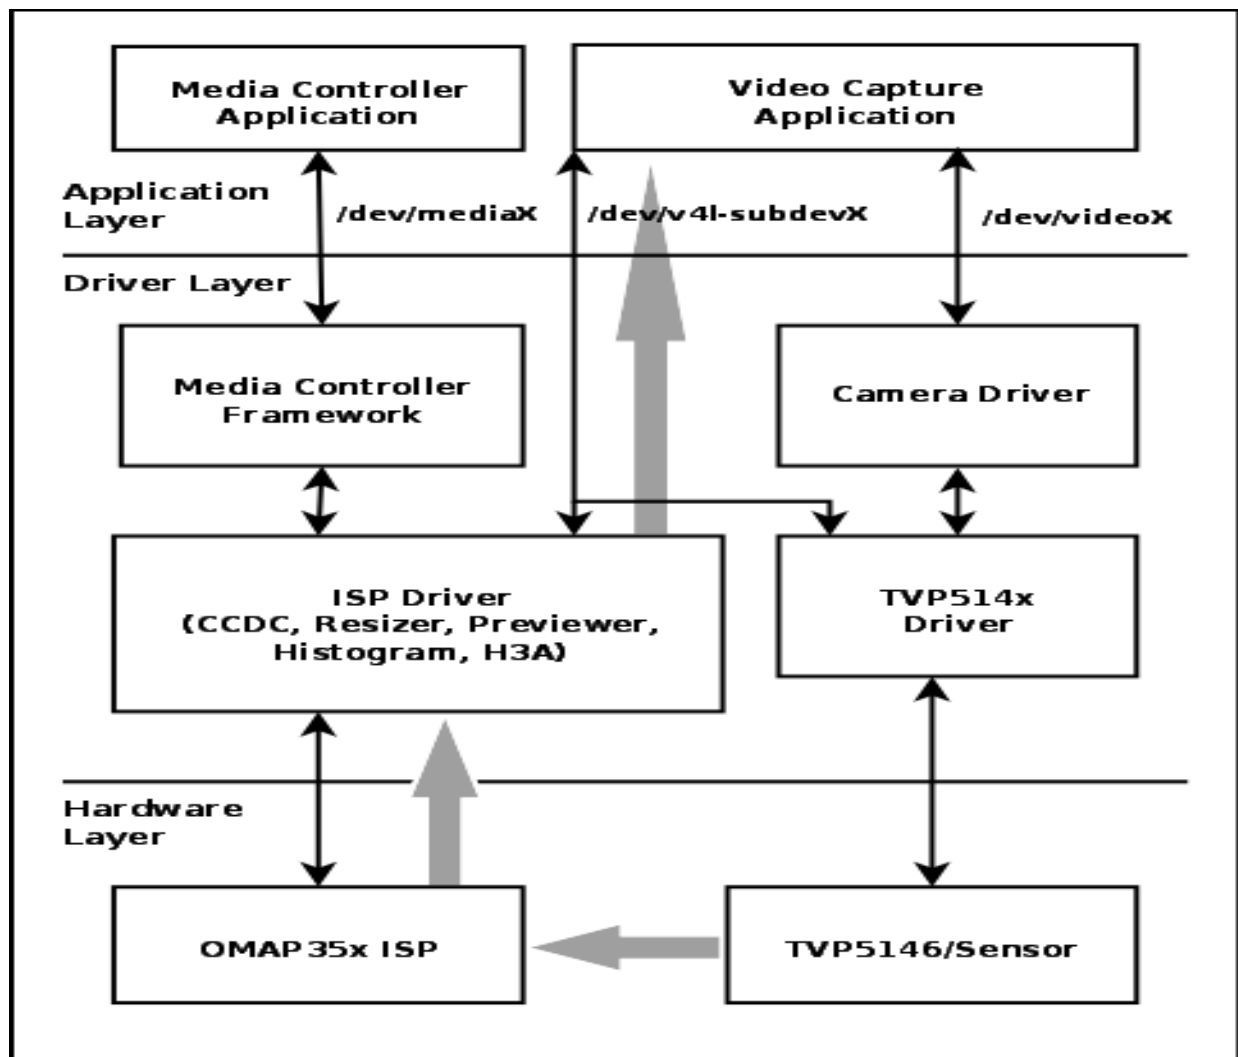 Media Controller
Application
Video Capture
Application
Application
Layer
/dev/mediaX
/dev/v4l-subdevX
/dev/videoX
Driver Layer
Media Controller
Framework
Camera Driver
ISP Driver
(CCDC, Resizer, Previewer,
Histogram, H3A)
TVP514x
Driver
Hardware
Layer
OMAP35x ISP
TVP5146/Sensor